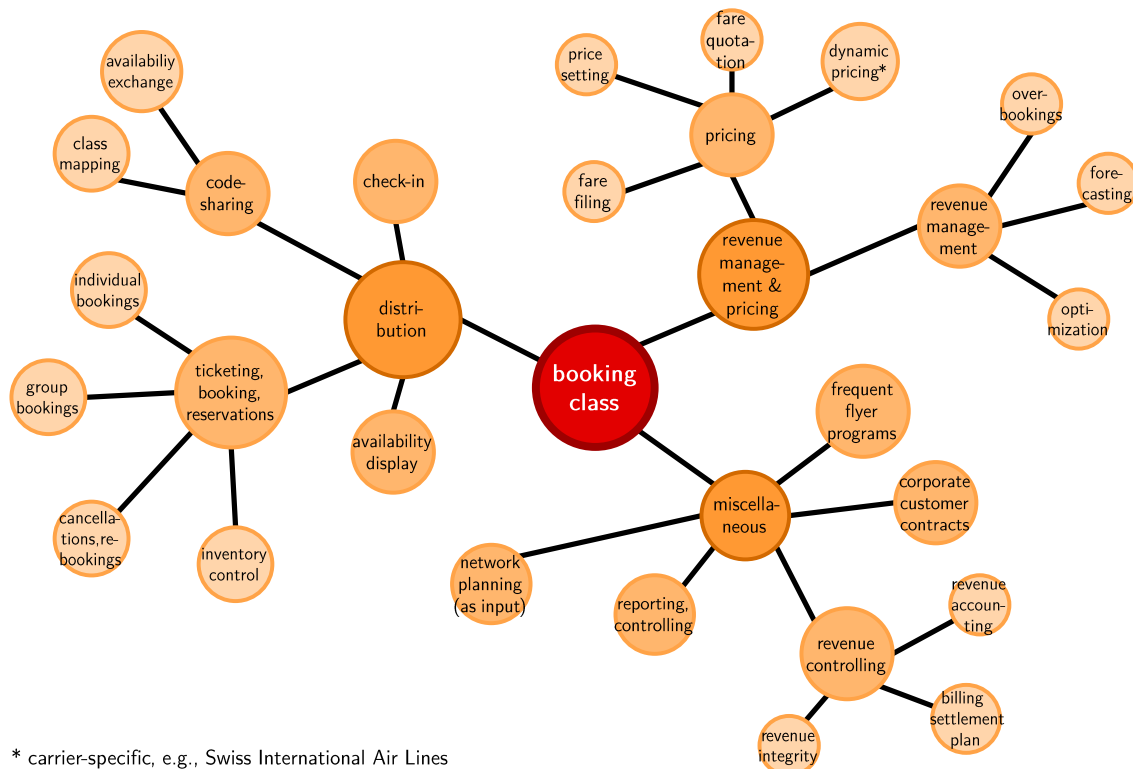 availabiliy
exchange
class
mapping
code-
sharing
check-in
individual
bookings
group
bookings
ticketing,
booking,
reservations
cancella-
tions,re-
bookings
inventory
control
distri-
bution
availability
display
price
setting
fare
quota-
tion
dynamic
pricing*
fare
filing
pricing
revenue
manage-
ment &
pricing
over-
bookings
fore-
casting
revenue
manage-
ment
opti-
mization
booking
class
frequent
flyer
programs
corporate
customer
contracts
miscella-
neous
network
planning
(as input)
reporting,
controlling
revenue
controlling
revenue
accoun-
ting
billing
settlement
plan
revenue
integrity
* carrier-specific, e.g., Swiss International Air Lines